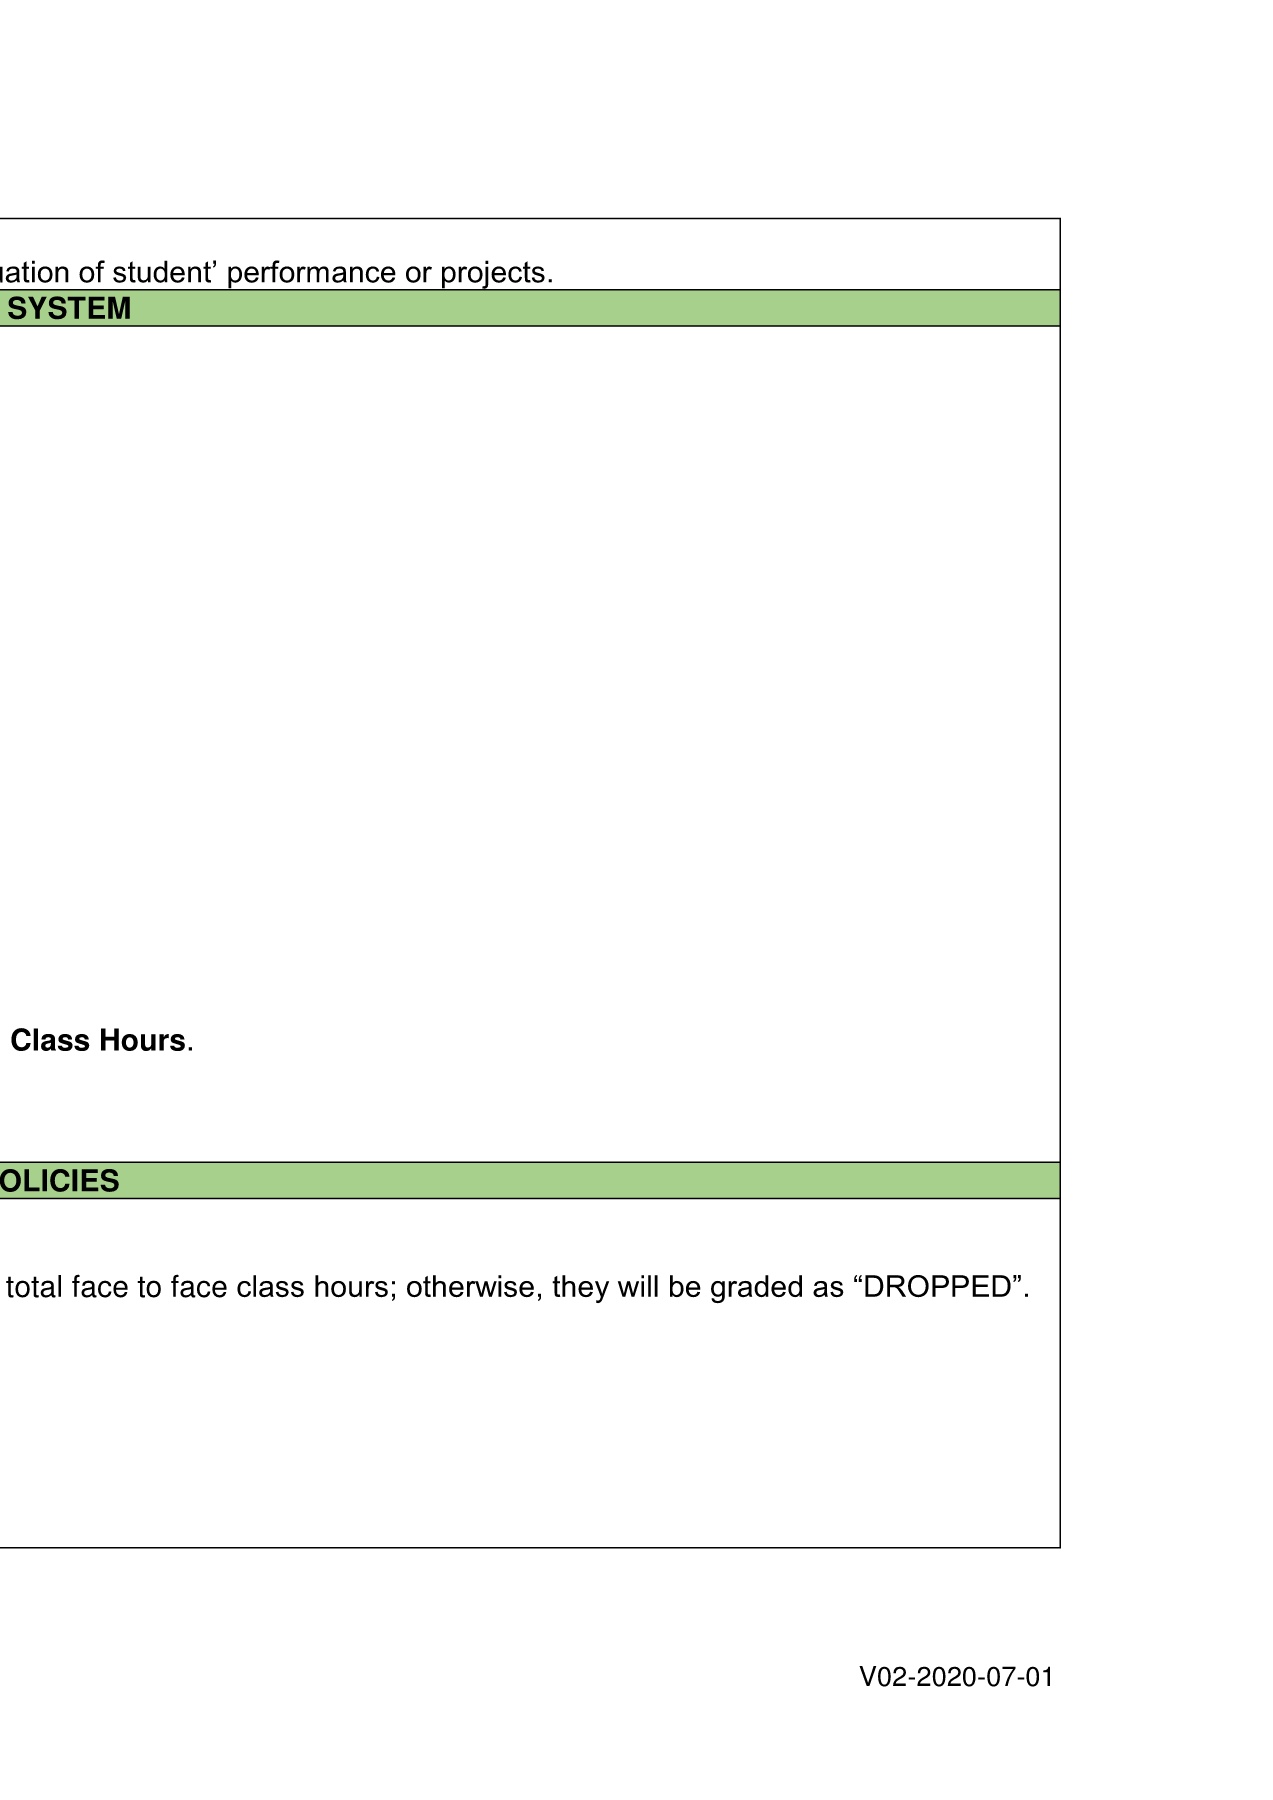 of student’ performance or projects.
SYSTEM
Class Hours.
OLICIES
total face to face class hours; otherwise, they will be graded as “DROPPED”.
V02-2020-07-01